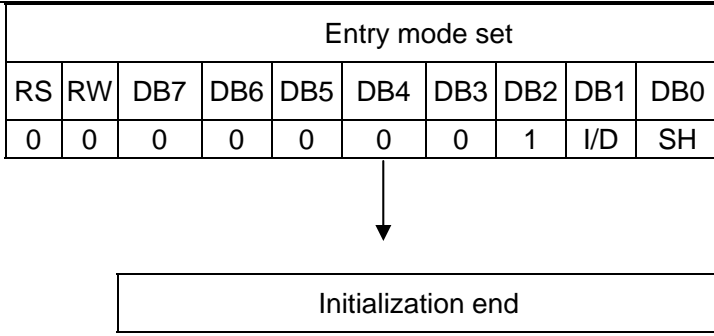 Entry mode set
RS RW DB7 DB6 DB5 DB4 DB3 DB2 DB1 DB0
0 0 0 0 0 0 0 1 I/D SH
Initialization end